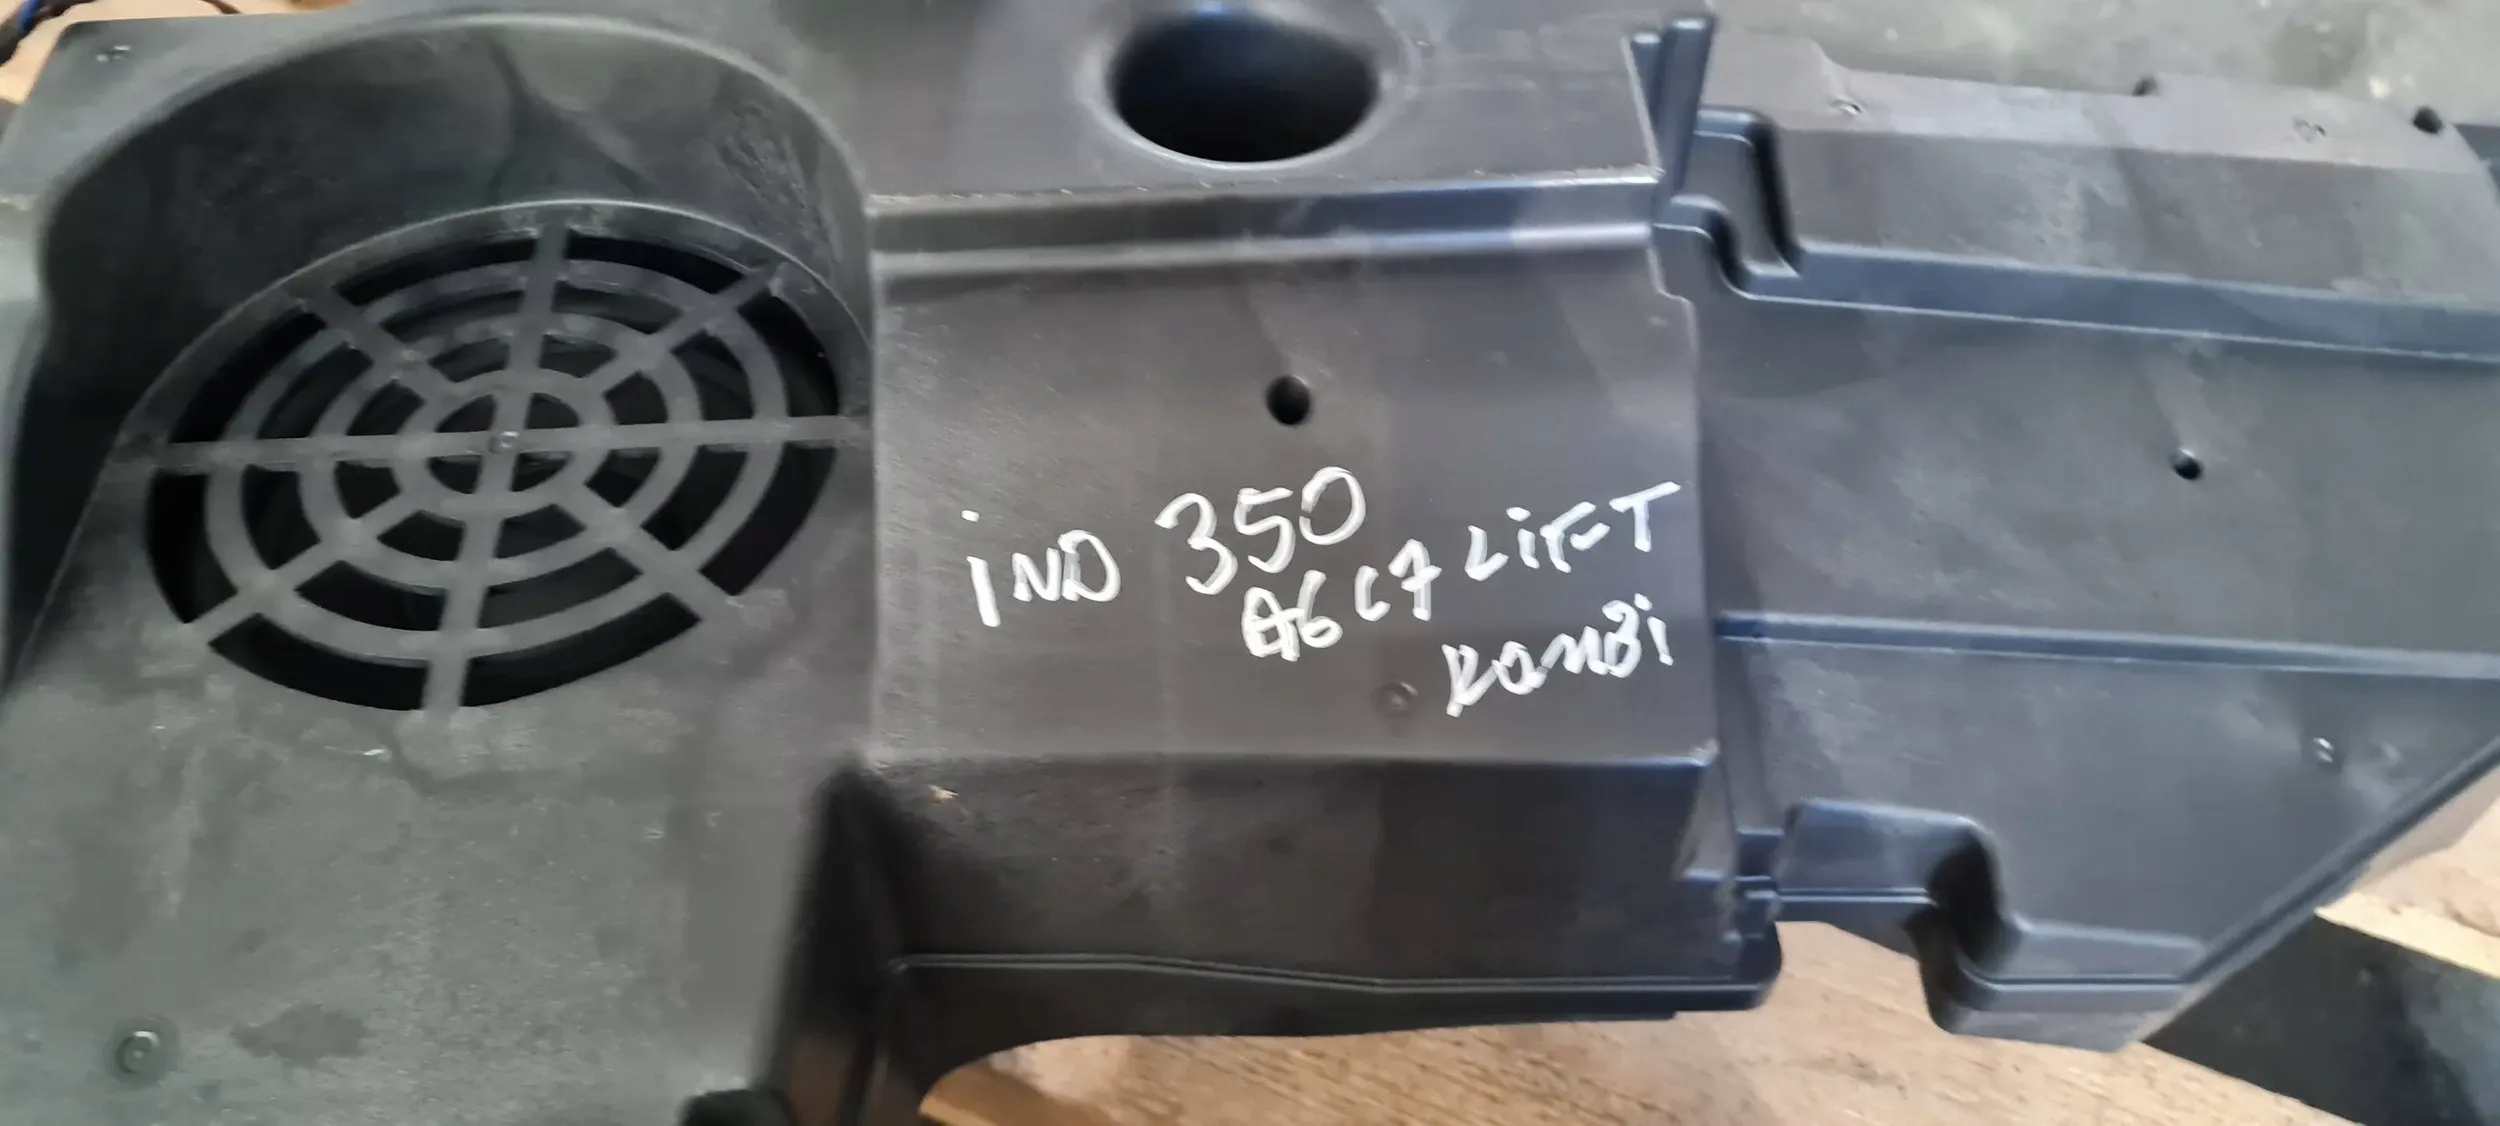 iND 350
A6 C7 LiFT
KOMBi